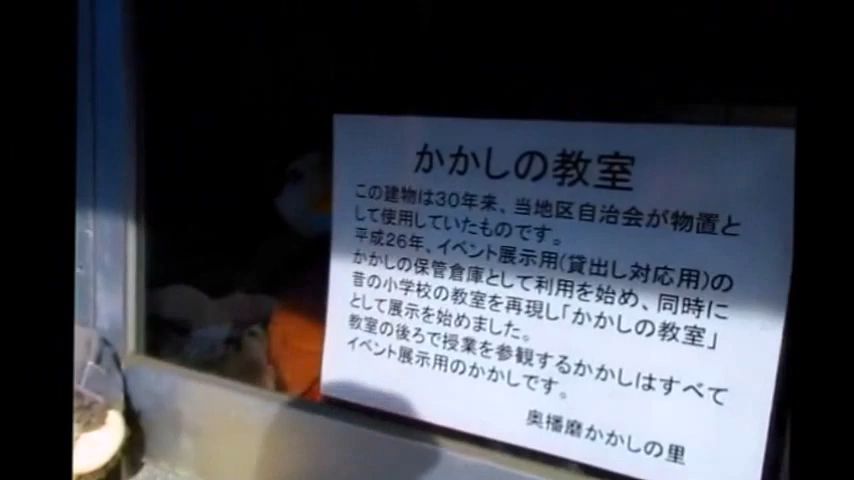 かかしの教室
この建物は30年来、当地区自治会が物置と
して使用していたものです。
平成26年、イベント展示用(貸出し対応用)の
かかしの保管倉庫として利用を始め、同時に
昔の小学校の教室を再現し「かかしの教室」
として展示を始めました。
教室の後ろで授業を参観するかかしはすべて
イベント展示用のかかしです。
奥播磨かかしの里